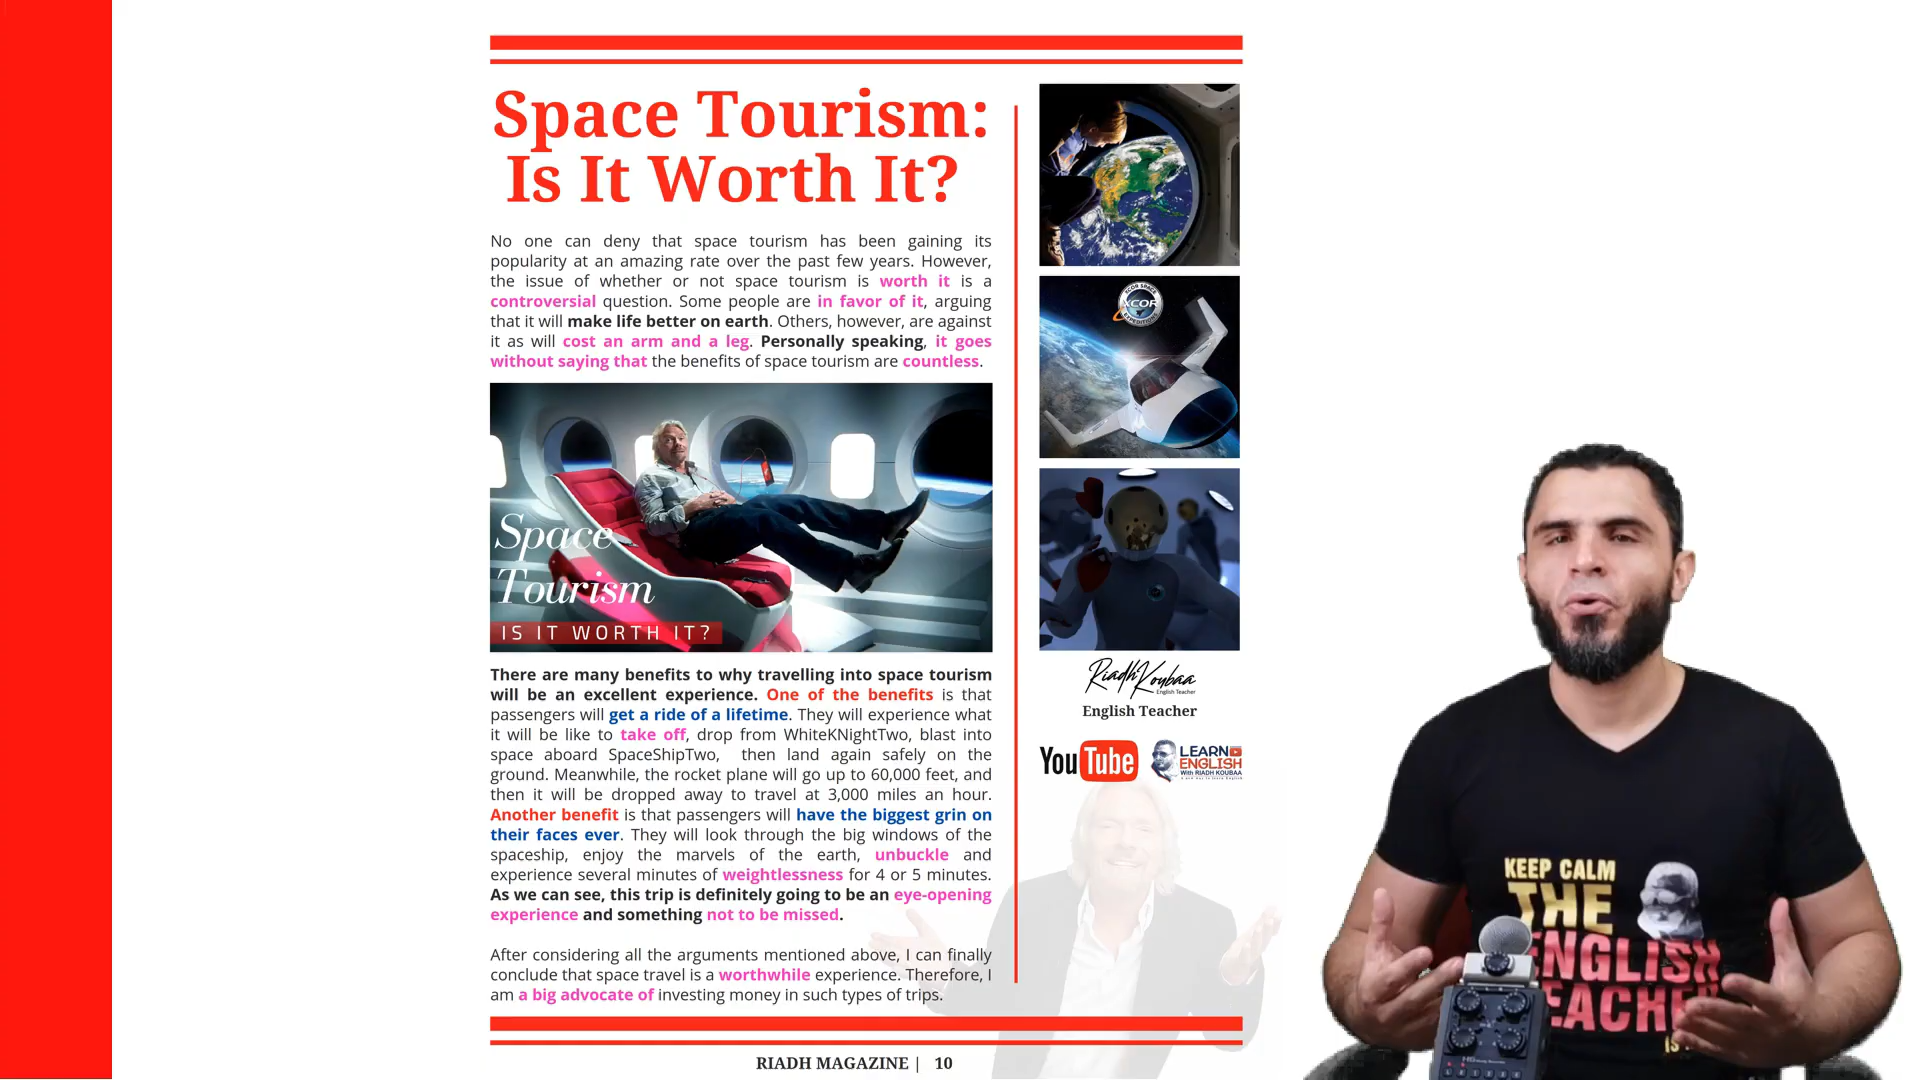 Space Tourism:
Is It Worth It?
No one can deny that space tourism has been gaining its
popularity at an amazing rate over the past few years. However,
the issue of whether or not space tourism is worth it is a
controversial question. Some people are in favor of it, arguing
that it will make life better on earth. Others, however, are against
it as will cost an arm and a leg. Personally speaking, it goes
without saying that the benefits of space tourism are countless.
Space
Tourism
IS IT WORTH IT?
There are many benefits to why travelling into space tourism
will be an excellent experience. One of the benefits is that
passengers will get a ride of a lifetime. They will experience what
it will be like to take off, drop from WhiteKNightTwo, blast into
space aboard SpaceShipTwo, then land again safely on the
ground. Meanwhile, the rocket plane will go up to 60,000 feet, and
then it will be dropped away to travel at 3,000 miles an hour.
Another benefit is that passengers will have the biggest grin on
their faces ever. They will look through the big windows of the
spaceship, enjoy the marvels of the earth, unbuckle and
experience several minutes of weightlessness for 4 or 5 minutes.
As we can see, this trip is definitely going to be an eye-opening
experience and something not to be missed.
After considering all the arguments mentioned above, I can finally
conclude that space travel is a worthwhile experience. Therefore, I
am a big advocate of investing money in such types of trips.
XCOR SPACE
XCOR
EXPEDITIONS
Riadh Koubaa
English Teacher
English Teacher
YouTube
LEARN
ENGLISH
With RIADH KOUBAA
RIADH MAGAZINE | 10
KEEP CALM
THE
ENGLISH
TEACHER
IS